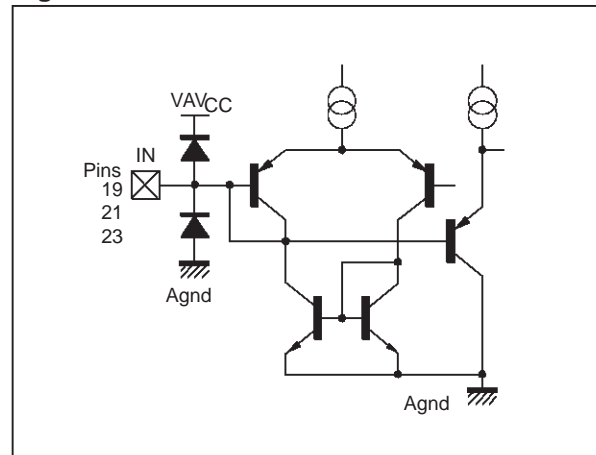 VAVCC
IN
Pins
19
21
23
Agnd
Agnd